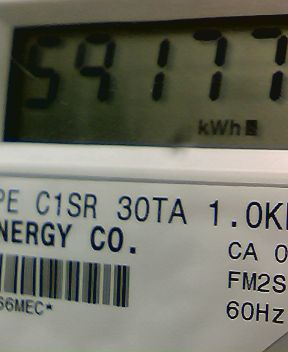 59177
kWh
PE C1SR 30TA 1.0K
NERGY CO.
CA 0
FM2S
66MEC*
60Hz